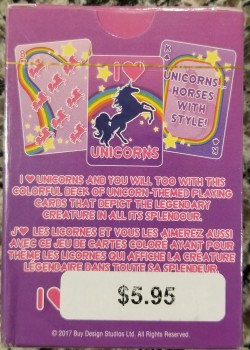 I ♥
UNICORNS
K
UNICORNS:
HORSES
WITH
STYLE!
K
I ♥ UNICORNS AND YOU WILL TOO WITH THIS
COLORFUL DECK OF UNICORN-THEMED PLAYING
CARDS THAT DEPICT THE LEGENDARY
CREATURE IN ALL ITS SPLENDOUR.
J'♥ LES LICORNES ET VOUS LES AIMEREZ AUSSI
AVEC CE JEU DE CARTES COLORÉ AYANT POUR
THÈME LES LICORNES QUI AFFICHE LA CRÉATURE
LÉGENDAIRE DANS TOUTE SA SPLENDEUR.
I ♥
$5.95
© 2017 Buy Design Studios Ltd. All Rights Reserved.